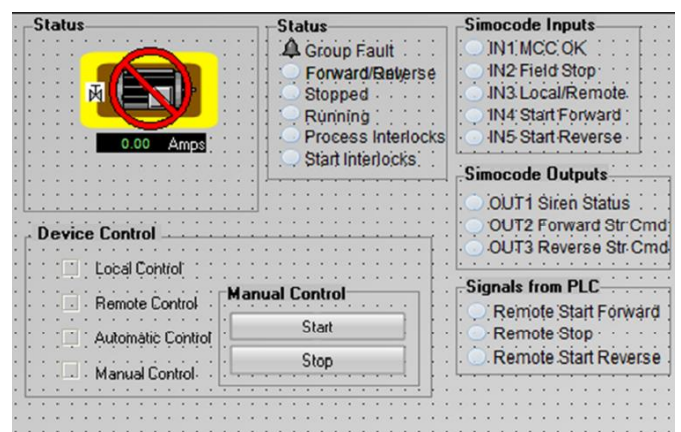 Status
0.00 Amps
Status
Group Fault
Stopped
Running
Process Interlocks
Start Interlocks
Simocode Inputs
IN1 MCC OK
IN2 Field Stop
IN3 Local/Remote
IN4 Start Forward
IN5 Start Reverse
Simocode Outputs
OUT1 Siren Status
OUT2 Forward Str Cmd
OUT3 Reverse Str Cmd
Signals from PLC
Remote Start Forward
Remote Stop
Remote Start Reverse
Device Control
Local Control
Remote Control
Automatic Control
Manual Control
Manual Control
Start
Stop